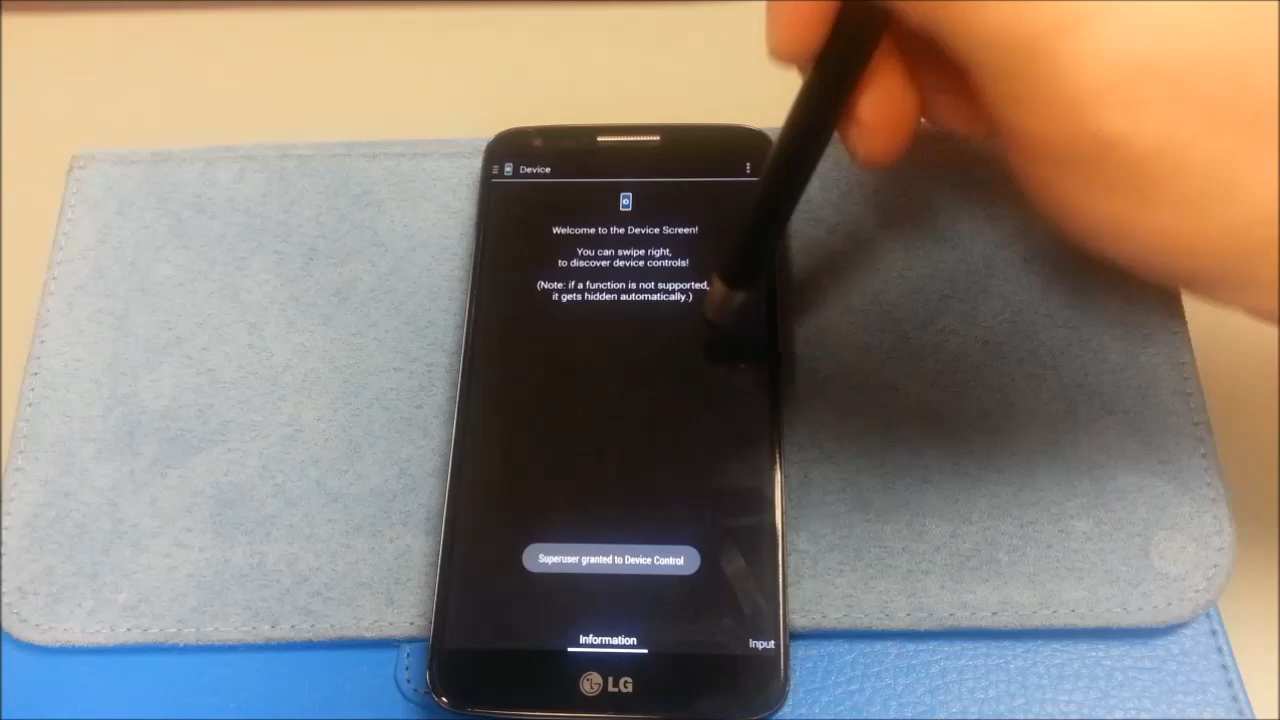 Device
Welcome to the Device Screen!
You can swipe right,
to discover device controls!
(Note: if a function is not supported,
it gets hidden automatically.)
Superuser granted to Device Control
Information
Input
LG